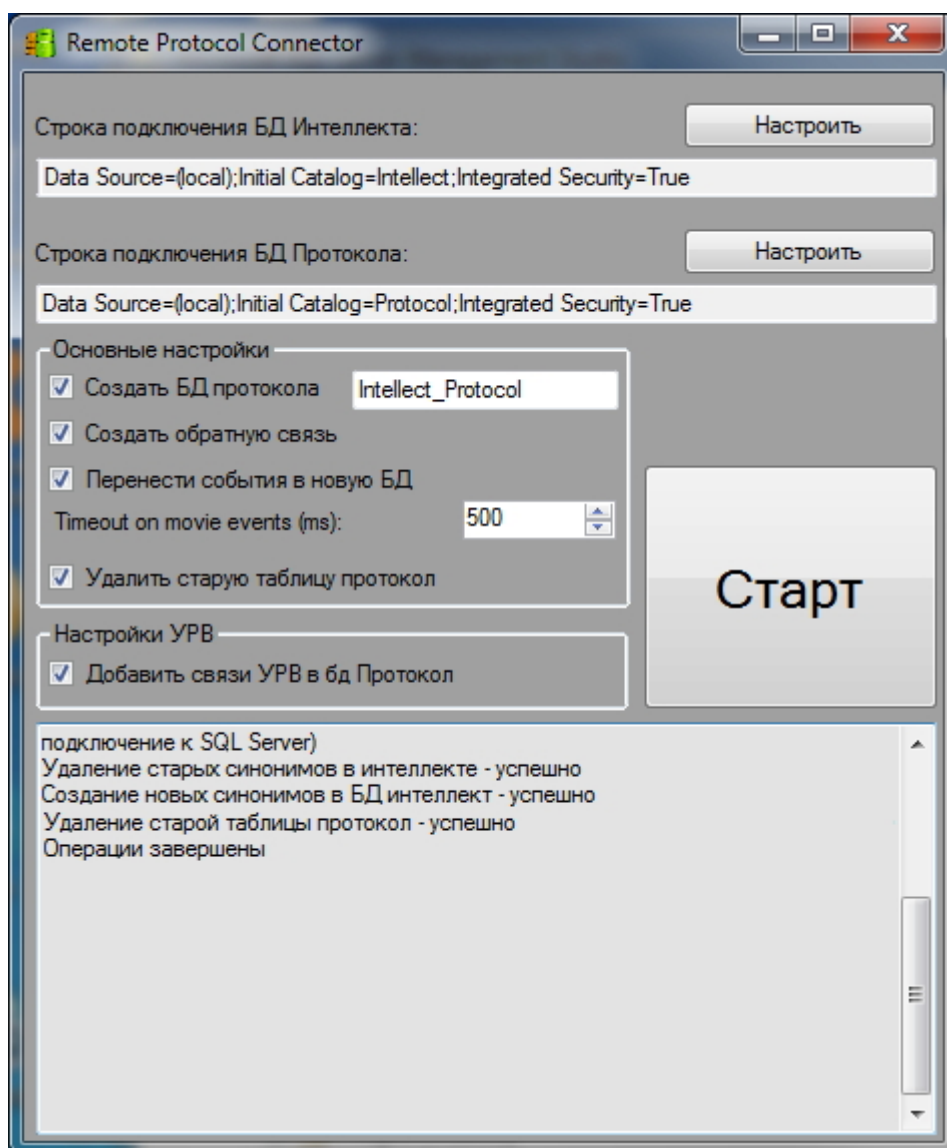 Remote Protocol Connector
Строка подключения БД Интеллекта:
Настроить
Data Source=(local);Initial Catalog=Intellect;Integrated Security=True
Строка подключения БД Протокола:
Настроить
Data Source=(local);Initial Catalog=Protocol;Integrated Security=True
Основные настройки
Создать БД протокола Intellect_Protocol
Создать обратную связь
Перенести события в новую БД
Timeout on movie events (ms): 500
Удалить старую таблицу протокол
Старт
Настройки УРВ
Добавить связи УРВ в бд Протокол
подключение к SQL Server)
Удаление старых синонимов в интеллекте - успешно
Создание новых синонимов в БД интеллект - успешно
Удаление старой таблицы протокол - успешно
Операции завершены